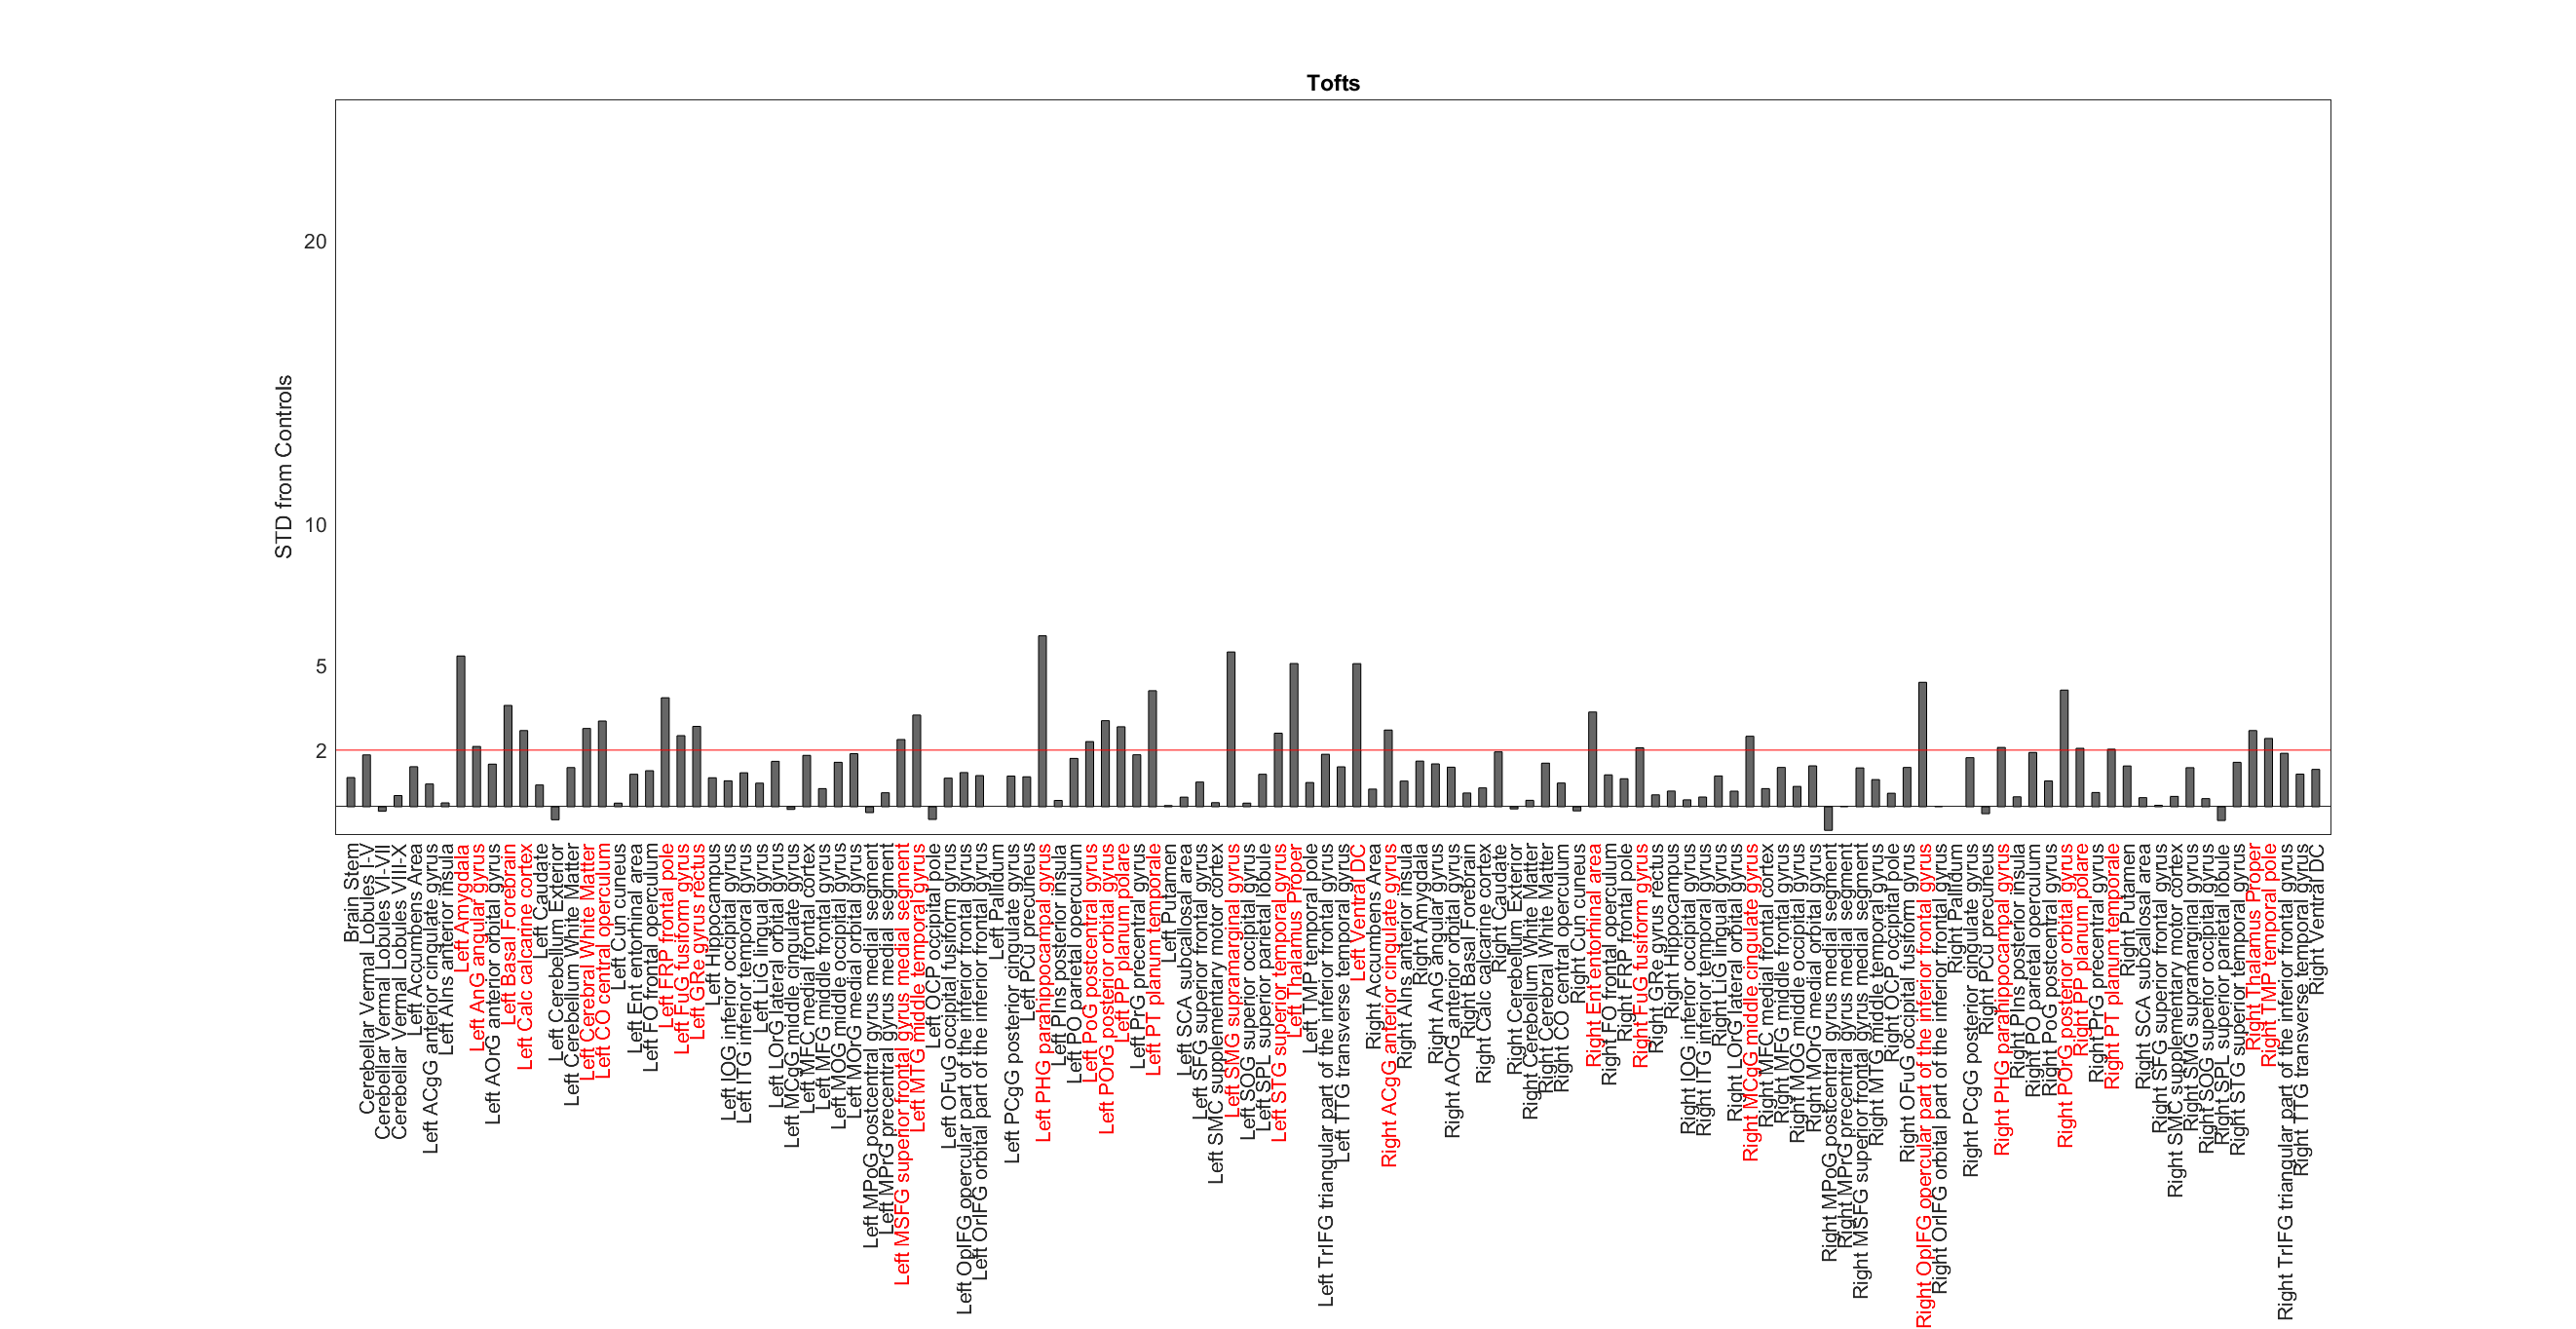 Tofts
STD from Controls
20
10
5
2
Brain Stem
Cerebellar Vermal Lobules I-V
Cerebellar Vermal Lobules VI-VII
Cerebellar Vermal Lobules VIII-X
Left Accumbens Area
Left ACgG anterior cingulate gyrus
Left AIns anterior insula
Left Amygdala
Left AnG angular gyrus
Left AOrG anterior orbital gyrus
Left Basal Forebrain
Left Calc calcarine cortex
Left Caudate
Left Cerebellum Exterior
Left Cerebellum White Matter
Left Cerebral White Matter
Left CO central operculum
Left Cun cuneus
Left Ent entorhinal area
Left FO frontal operculum
Left FRP frontal pole
Left FuG fusiform gyrus
Left GRe gyrus rectus
Left Hippocampus
Left IOG inferior occipital gyrus
Left ITG inferior temporal gyrus
Left LiG lingual gyrus
Left LOrG lateral orbital gyrus
Left MCgG middle cingulate gyrus
Left MFC medial frontal cortex
Left MFG middle frontal gyrus
Left MOG middle occipital gyrus
Left MOrG medial orbital gyrus
Left MPoG postcentral gyrus medial segment
Left MPrG precentral gyrus medial segment
Left MSFG superior frontal gyrus medial segment
Left MTG middle temporal gyrus
Left OCP occipital pole
Left OFuG occipital fusiform gyrus
Left OpIFG opercular part of the inferior frontal gyrus
Left OrIFG orbital part of the inferior frontal gyrus
Left Pallidum
Left PCgG posterior cingulate gyrus
Left PCu precuneus
Left PHG parahippocampal gyrus
Left PIns posterior insula
Left PO parietal operculum
Left PoG postcentral gyrus
Left POrG posterior orbital gyrus
Left PP planum polare
Left PrG precentral gyrus
Left PT planum temporale
Left Putamen
Left SCA subcallosal area
Left SFG superior frontal gyrus
Left SMC supplementary motor cortex
Left SMG supramarginal gyrus
Left SOG superior occipital gyrus
Left SPL superior parietal lobule
Left STG superior temporal gyrus
Left Thalamus Proper
Left TMP temporal pole
Left TrIFG triangular part of the inferior frontal gyrus
Left TTG transverse temporal gyrus
Left Ventral DC
Right Accumbens Area
Right ACgG anterior cingulate gyrus
Right AIns anterior insula
Right Amygdala
Right AnG angular gyrus
Right AOrG anterior orbital gyrus
Right Basal Forebrain
Right Calc calcarine cortex
Right Caudate
Right Cerebellum Exterior
Right Cerebellum White Matter
Right Cerebral White Matter
Right CO central operculum
Right Cun cuneus
Right Ent entorhinal area
Right FO frontal operculum
Right FRP frontal pole
Right FuG fusiform gyrus
Right GRe gyrus rectus
Right Hippocampus
Right IOG inferior occipital gyrus
Right ITG inferior temporal gyrus
Right LiG lingual gyrus
Right LOrG lateral orbital gyrus
Right MCgG middle cingulate gyrus
Right MFC medial frontal cortex
Right MFG middle frontal gyrus
Right MOG middle occipital gyrus
Right MOrG medial orbital gyrus
Right MPoG postcentral gyrus medial segment
Right MPrG precentral gyrus medial segment
Right MSFG superior frontal gyrus medial segment
Right MTG middle temporal gyrus
Right OCP occipital pole
Right OFuG occipital fusiform gyrus
Right OpIFG opercular part of the inferior frontal gyrus
Right OrIFG orbital part of the inferior frontal gyrus
Right Pallidum
Right PCgG posterior cingulate gyrus
Right PCu precuneus
Right PHG parahippocampal gyrus
Right PIns posterior insula
Right PO parietal operculum
Right PoG postcentral gyrus
Right POrG posterior orbital gyrus
Right PP planum polare
Right PrG precentral gyrus
Right PT planum temporale
Right Putamen
Right SCA subcallosal area
Right SFG superior frontal gyrus
Right SMC supplementary motor cortex
Right SMG supramarginal gyrus
Right SOG superior occipital gyrus
Right SPL superior parietal lobule
Right STG superior temporal gyrus
Right Thalamus Proper
Right TMP temporal pole
Right TrIFG triangular part of the inferior frontal gyrus
Right TTG transverse temporal gyrus
Right Ventral DC